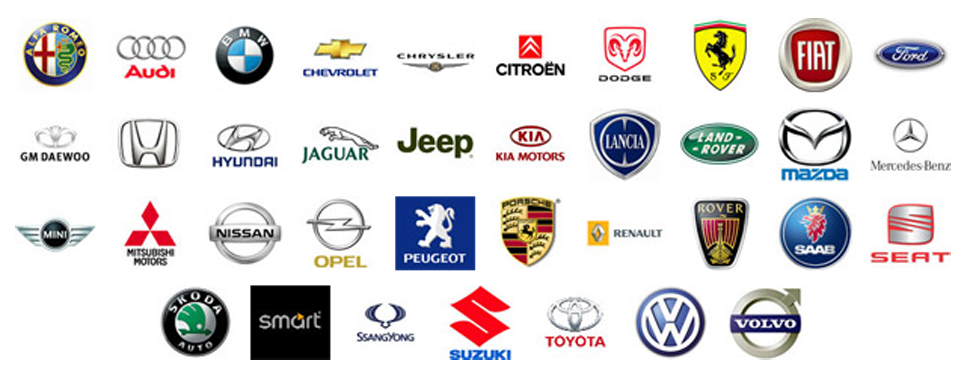 ALFA ROMEO
Audi
BMW
CHEVROLET
CHRYSLER
CITROËN
DODGE
S F
FIAT
Ford
GM DAEWOO
HYUNDAI
JAGUAR
Jeep
KIA
KIA MOTORS
LANCIA
LAND-
-ROVER
mazda
Mercedes-Benz
MINI
MITSUBISHI
MOTORS
NISSAN
OPEL
PEUGEOT
PORSCHE
RENAULT
ROVER
SAAB
SEAT
SKODA
AUTO
smart
SSANGYONG
SUZUKI
TOYOTA
VOLVO